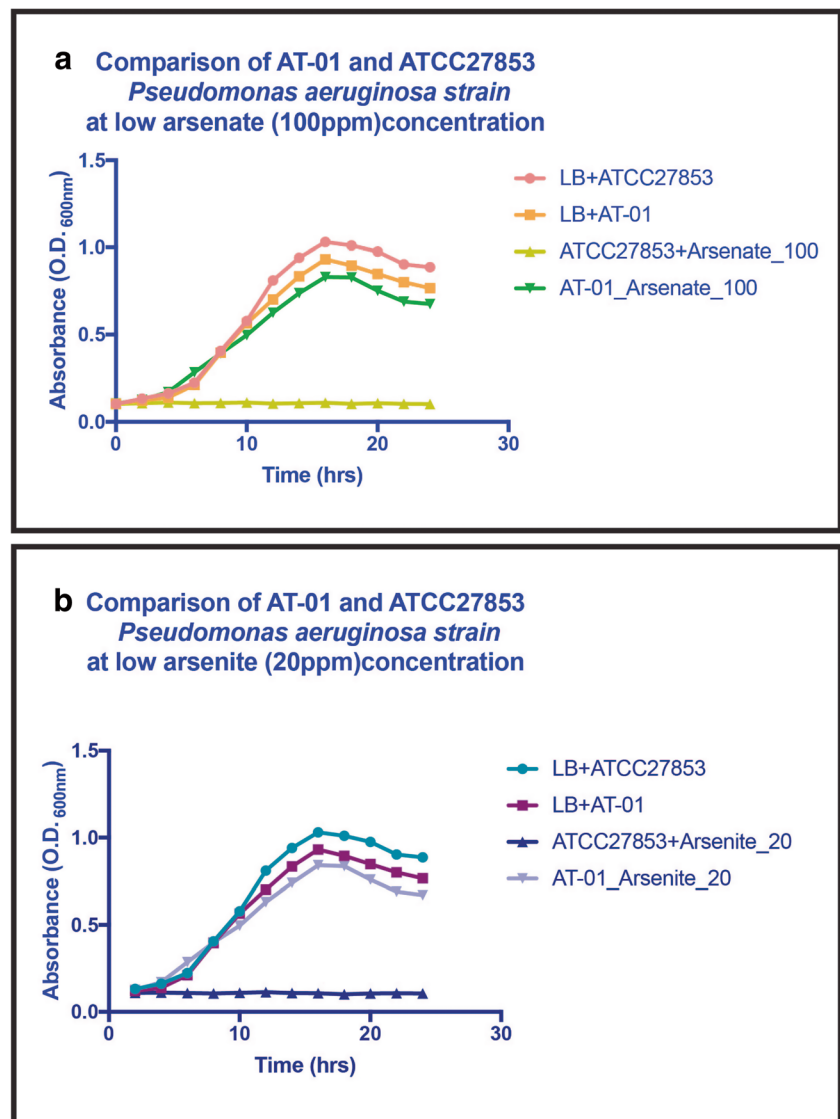 a Comparison of AT-01 and ATCC27853
Pseudomonas aeruginosa strain
at low arsenate (100ppm)concentration
1.5
1.0
0.5
0.0
0
10
20
30
Absorbance (O.D. 600nm)
Time (hrs)
LB+ATCC27853
LB+AT-01
ATCC27853+Arsenate_100
AT-01_Arsenate_100
b Comparison of AT-01 and ATCC27853
Pseudomonas aeruginosa strain
at low arsenite (20ppm)concentration
1.5
1.0
0.5
0.0
0
10
20
30
Absorbance (O.D. 600nm)
Time (hrs)
LB+ATCC27853
LB+AT-01
ATCC27853+Arsenite_20
AT-01_Arsenite_20